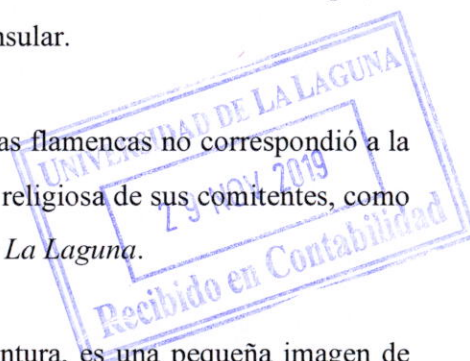 nsular.
UNIVERSIDAD DE LA LAGUNA
as flamencas no correspondió a la
29 NOV. 2019
religiosa de sus comitentes, como
La Laguna.
Recibido en Contabilidad
ntura, es una pequeña imagen de